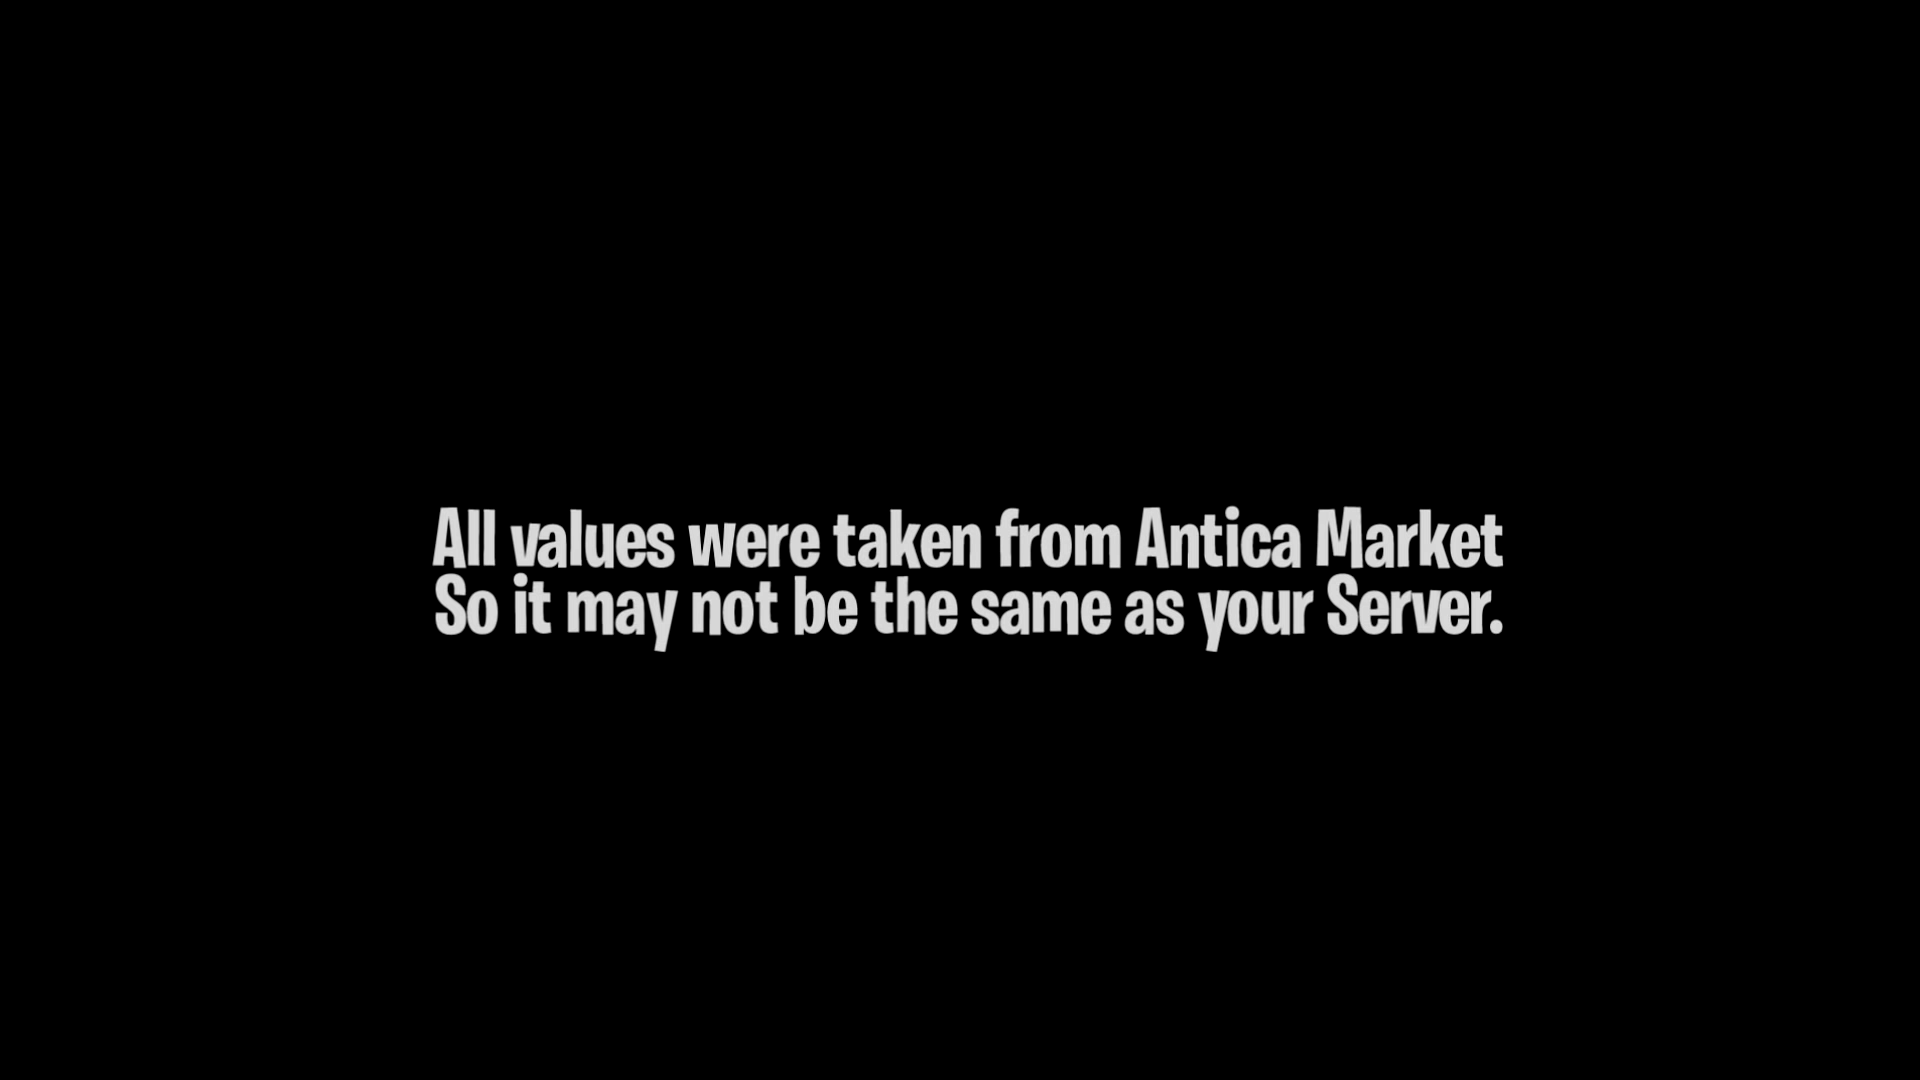 All values were taken from Antica Market
So it may not be the same as your Server.